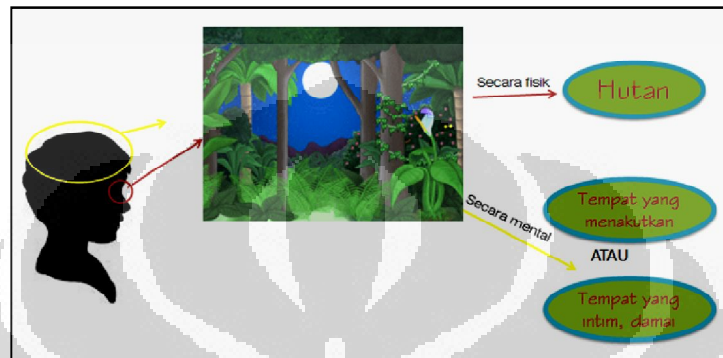 Secara fisik
Hutan
Secara mental
Tempat yang
menakutkan
ATAU
Tempat yang
intim, damai